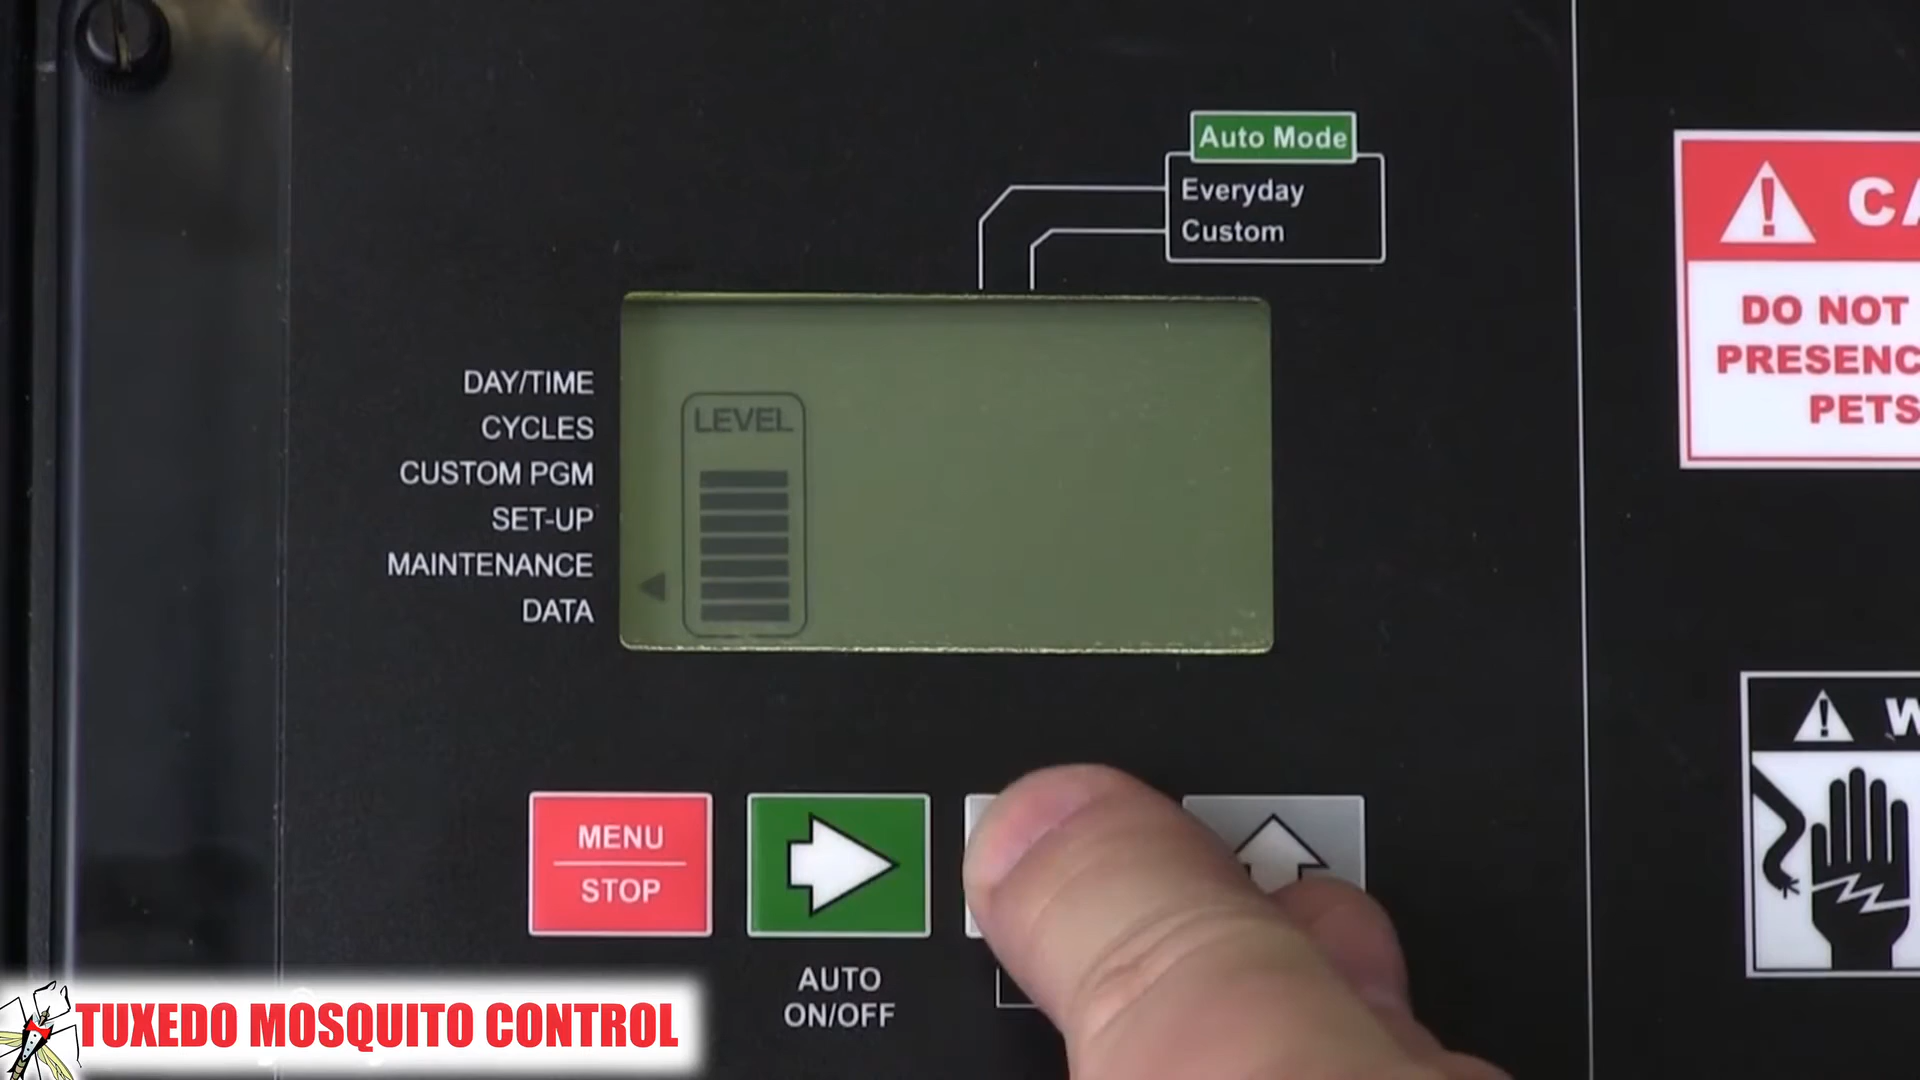 Auto Mode
Everyday
Custom
DAY/TIME
CYCLES
CUSTOM PGM
SET-UP
MAINTENANCE
DATA
LEVEL
DO NOT
PRESENC
PETS
MENU
STOP
AUTO
ON/OFF
TUXEDO MOSQUITO CONTROL